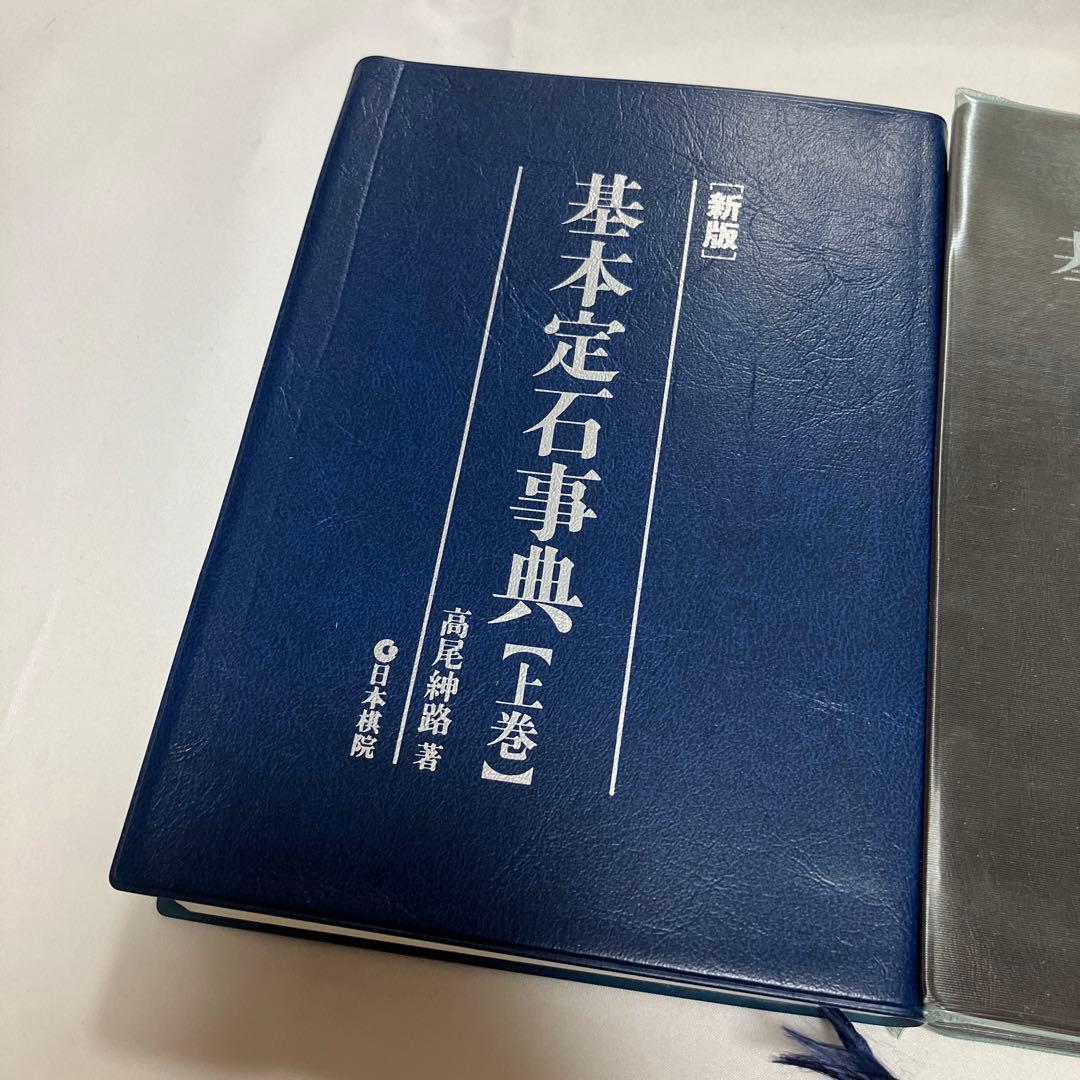 [新版]
基本定石事典【上巻】
高尾紳路 著
日本棋院
基